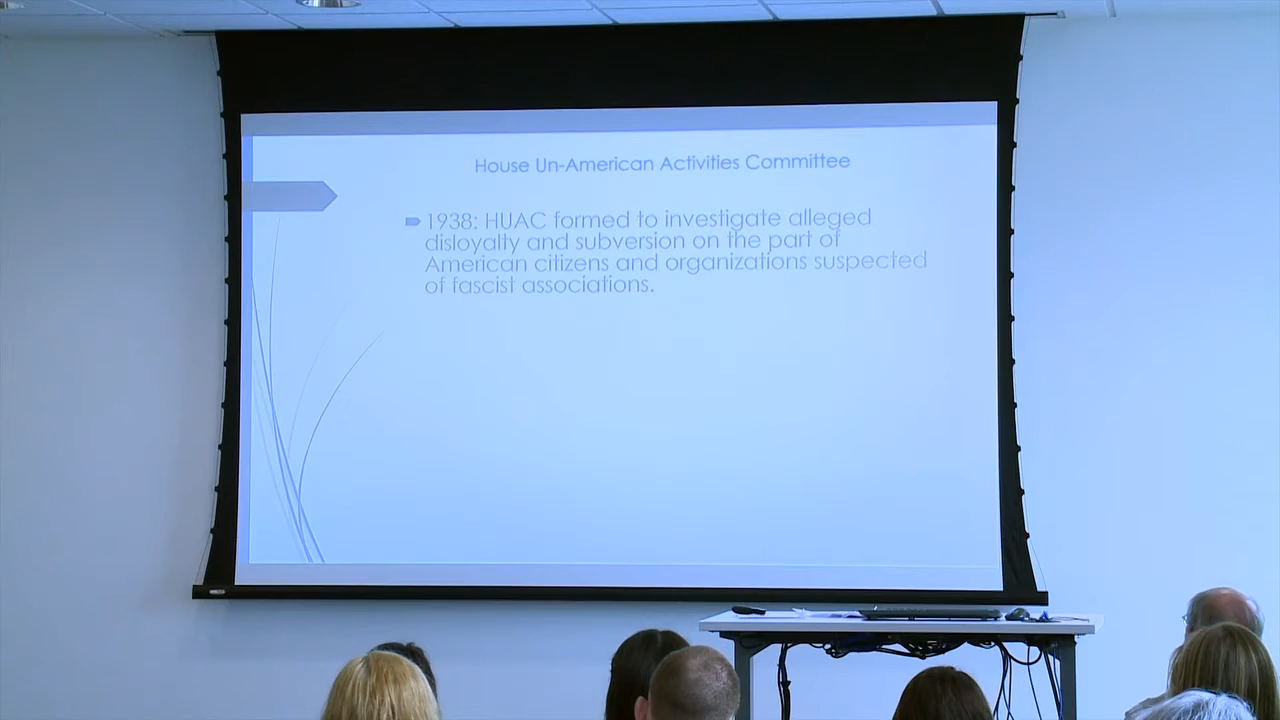 House Un-American Activities Committee
1938: HUAC formed to investigate alleged
disloyalty and subversion on the part of
American citizens and organizations suspected
of fascist associations.